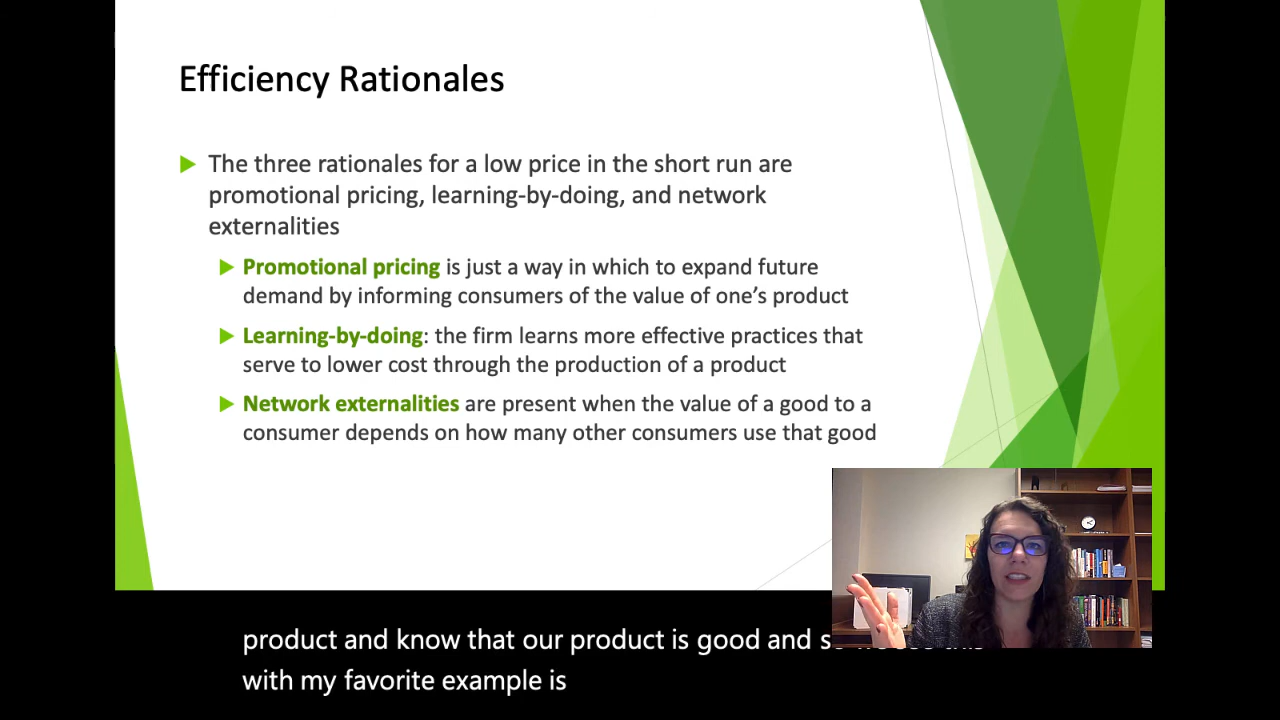 Efficiency Rationales
The three rationales for a low price in the short run are
promotional pricing, learning-by-doing, and network
externalities
Promotional pricing is just a way in which to expand future
demand by informing consumers of the value of one's product
Learning-by-doing: the firm learns more effective practices that
serve to lower cost through the production of a product
Network externalities are present when the value of a good to a
consumer depends on how many other consumers use that good
product and know that our product is good and
with my favorite example is